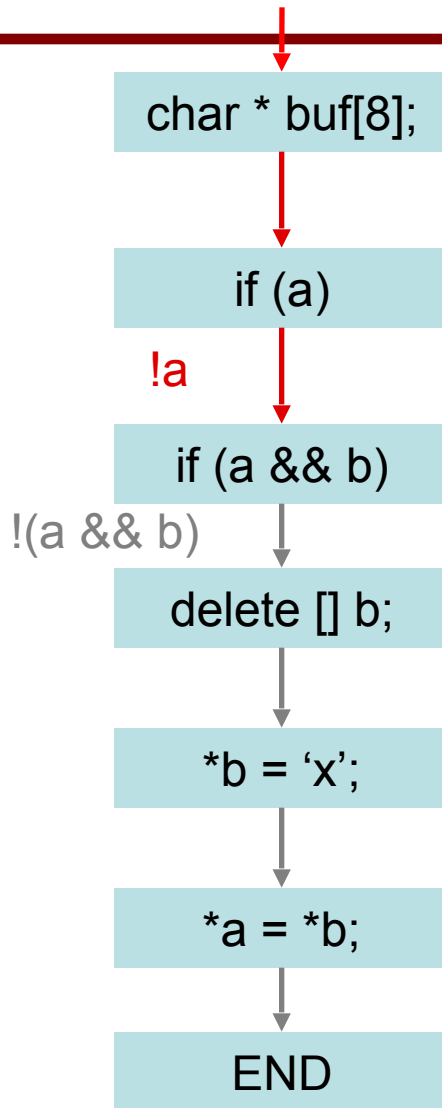 char * buf[8];
if (a)
!a
if (a && b)
!(a && b)
delete [] b;
*b = ‘x’;
*a = *b;
END